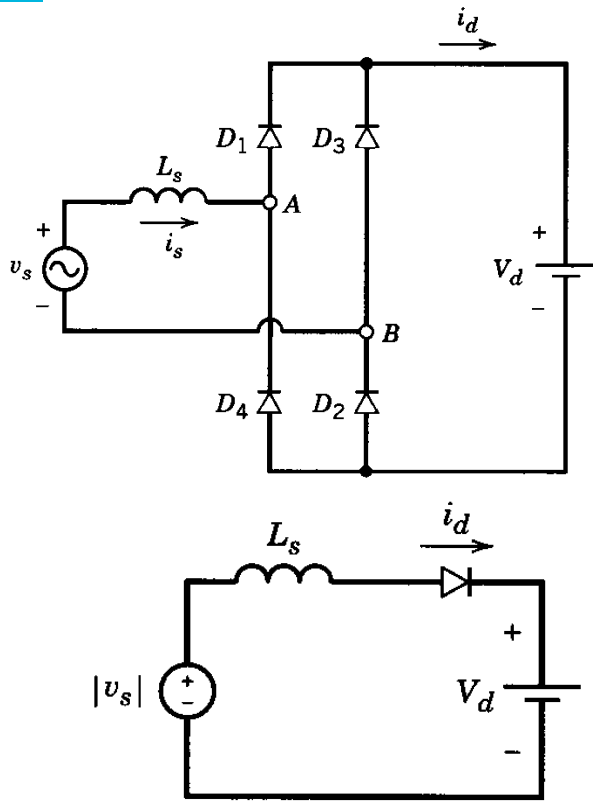 i_d
D_1 D_3
L_s
A
+
i_s
v_s
−
+
V_d
−
B
D_4 D_2
L_s
i_d
+
|v_s|
+
−
V_d
−